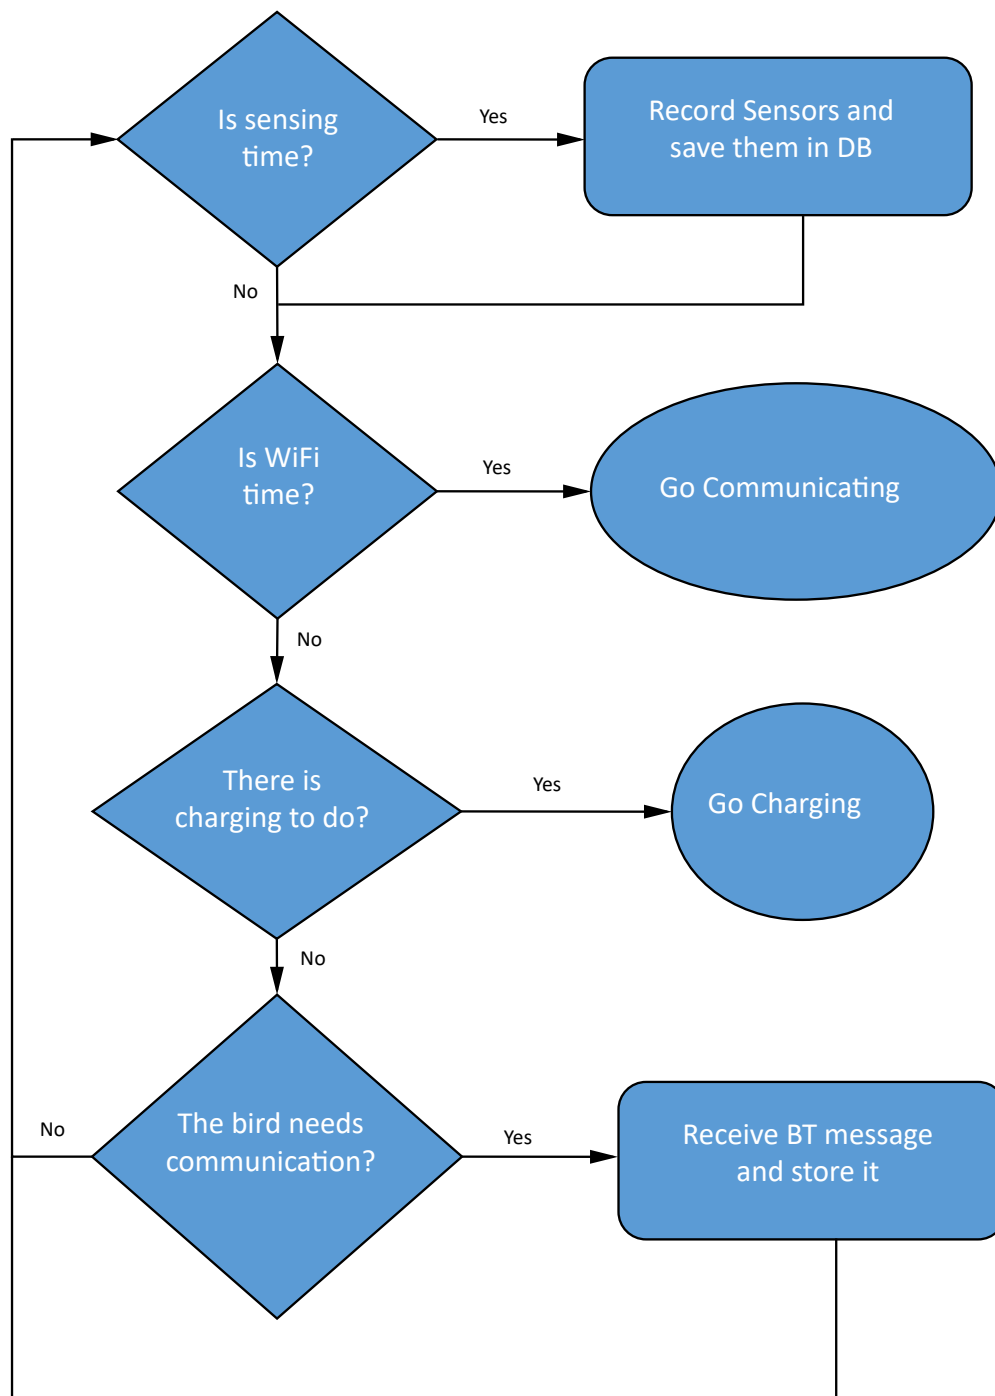 Is sensing
time?
Yes
Record Sensors and
save them in DB
No
Is WiFi
time?
Yes
Go Communicating
No
There is
charging to do?
Yes
Go Charging
No
The bird needs
communication?
No
Yes
Receive BT message
and store it